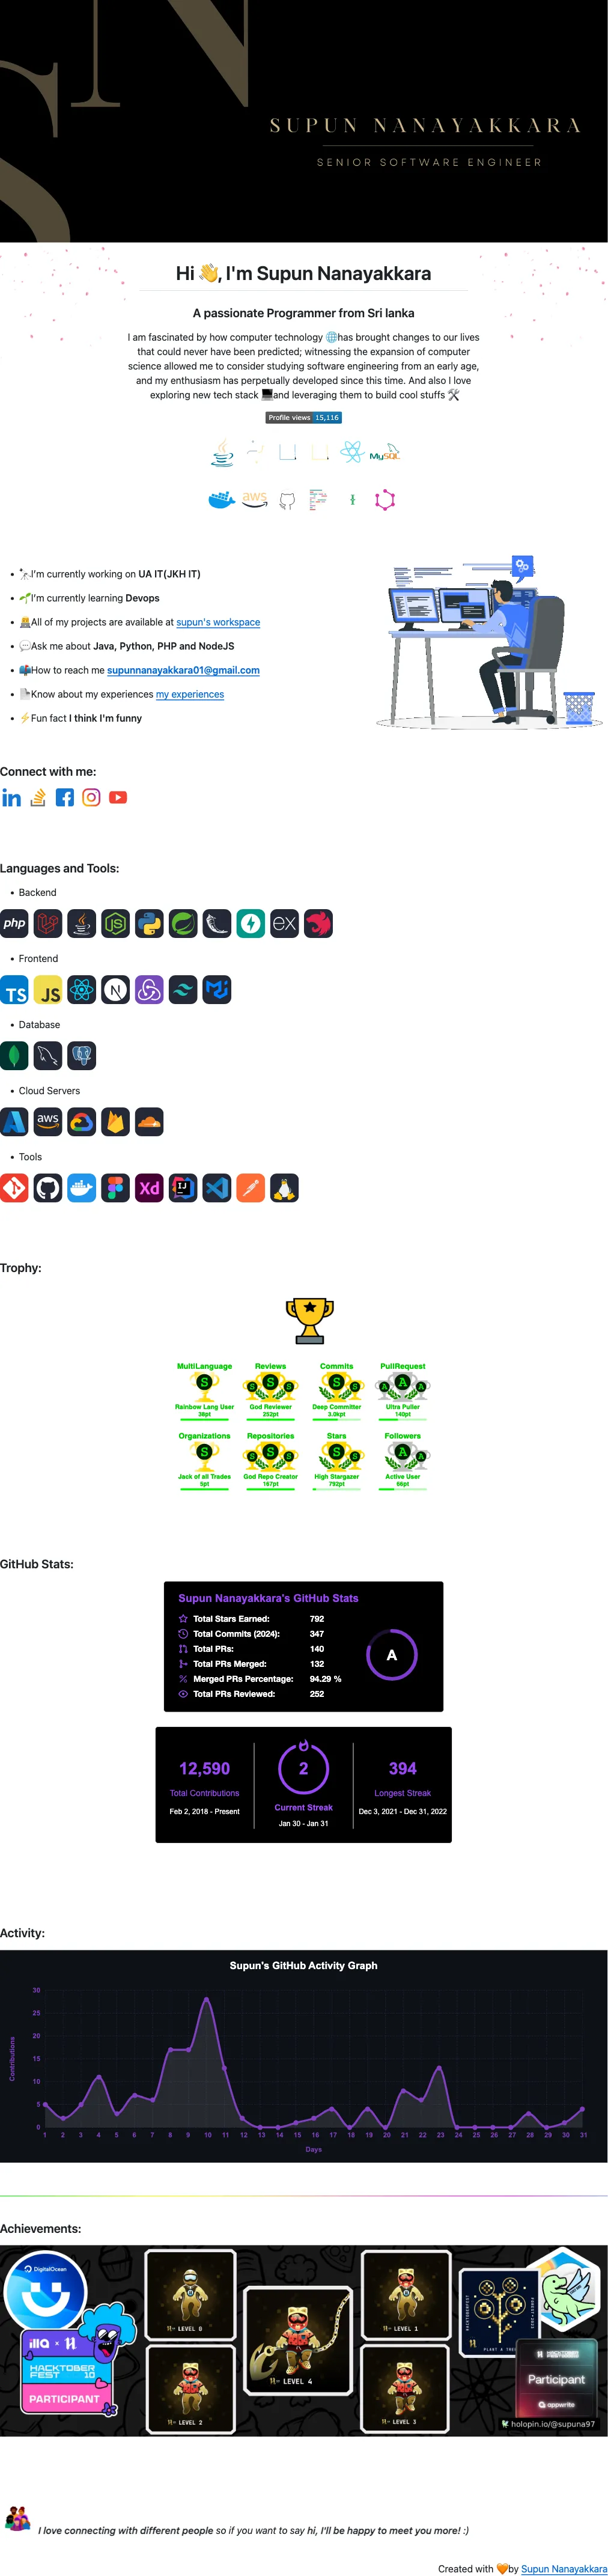 SUPUN NANAYAKKARA
SENIOR SOFTWARE ENGINEER
Hi 👋, I'm Supun Nanayakkara
A passionate Programmer from Sri lanka
I am fascinated by how computer technology 🌐has brought changes to our lives
that could never have been predicted; witnessing the expansion of computer
science allowed me to consider studying software engineering from an early age,
and my enthusiasm has perpetually developed since this time. And also I love
exploring new tech stack 💻and leveraging them to build cool stuffs 🛠️
Profile views 15,116
MySQL
aws
• 🔭I'm currently working on UA IT(JKH IT)
• 🌱I'm currently learning Devops
• 👨‍💻All of my projects are available at supun's workspace
• 💬Ask me about Java, Python, PHP and NodeJS
• 📫How to reach me supunnanayakkara01@gmail.com
• 📄Know about my experiences my experiences
• ⚡Fun fact I think I'm funny
Connect with me:
Languages and Tools:
• Backend
php JS EX
• Frontend
TS JS N
• Database
• Cloud Servers
aws
• Tools
Xd IJ
Trophy:
MultiLanguage Reviews Commits PullRequest
S S S S S A A A
Rainbow Lang User God Reviewer Deep Committer Ultra Puller
38pt 252pt 3.0kpt 140pt
Organizations Repositories Stars Followers
S S S S S S A A
Jack of all Trades God Repo Creator High Stargazer Active User
5pt 167pt 792pt 66pt
GitHub Stats:
Supun Nanayakkara's GitHub Stats
Total Stars Earned: 792
Total Commits (2024): 347
Total PRs: 140
Total PRs Merged: 132
Merged PRs Percentage: 94.29 %
Total PRs Reviewed: 252
A
12,590
Total Contributions
Feb 2, 2018 - Present
2
Current Streak
Jan 30 - Jan 31
394
Longest Streak
Dec 3, 2021 - Dec 31, 2022
Activity:
Supun's GitHub Activity Graph
Contributions
30
25
20
15
10
5
0
1 2 3 4 5 6 7 8 9 10 11 12 13 14 15 16 17 18 19 20 21 22 23 24 25 26 27 28 29 30 31
Days
Achievements:
DigitalOcean
illa x
HACKTOBER
FEST 10
PARTICIPANT
LEVEL 0
LEVEL 2
LEVEL 4
LEVEL 1
LEVEL 3
HACKTOBERFEST
PLANT A TREE
Participant
appwrite
holopin.io/@supuna97
I love connecting with different people so if you want to say hi, I'll be happy to meet you more! :)
Created with 🧡by Supun Nanayakkara